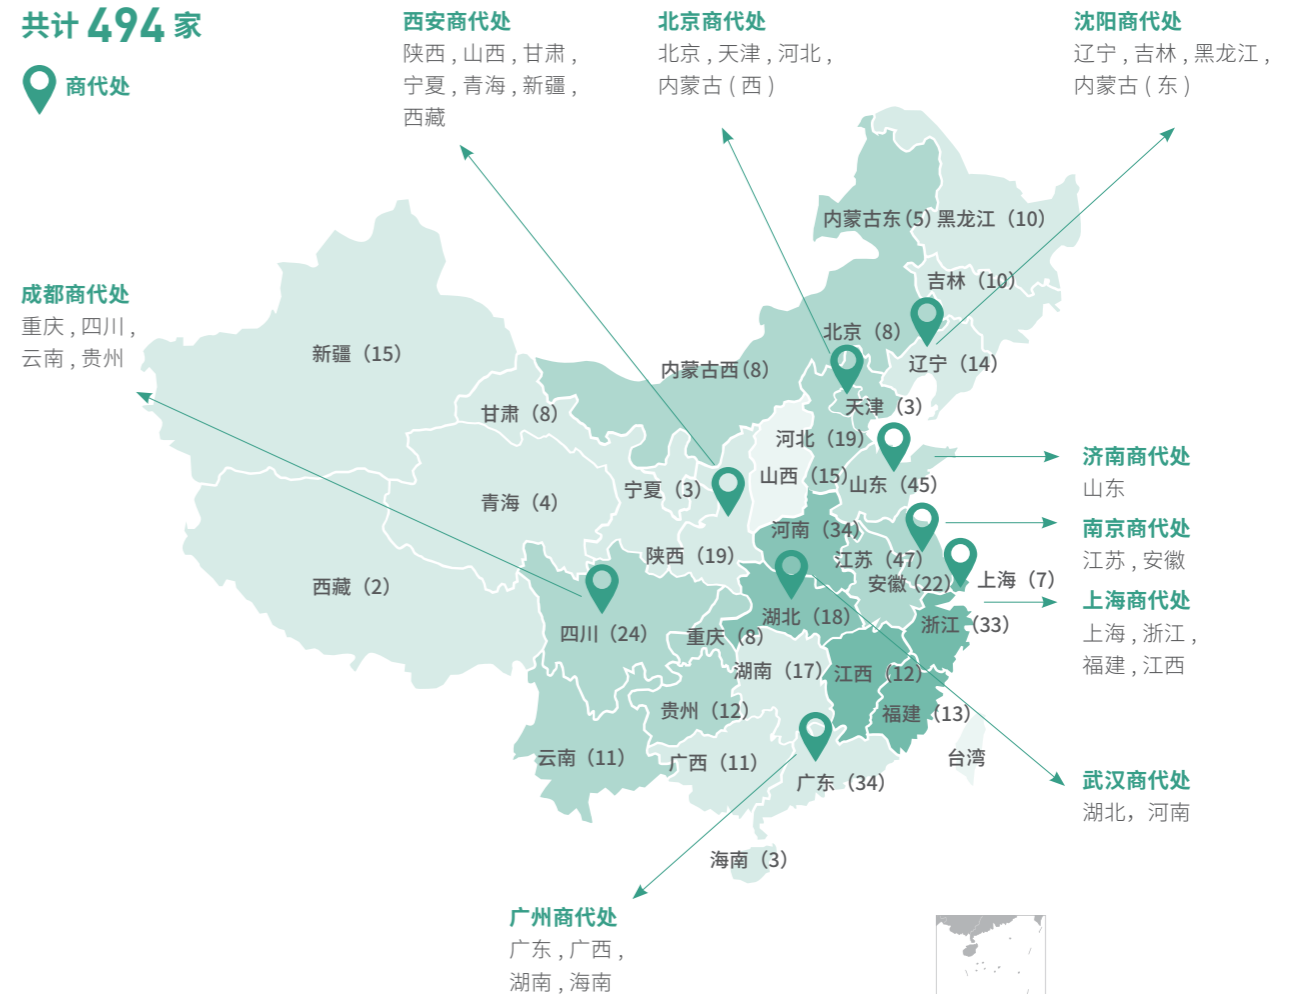 共计 494 家
商代处
西安商代处
陕西 , 山西 , 甘肃 ,
宁夏 , 青海 , 新疆 ,
西藏
北京商代处
北京 , 天津 , 河北 ,
内蒙古 ( 西 )
沈阳商代处
辽宁 , 吉林 , 黑龙江 ,
内蒙古 ( 东 )
成都商代处
重庆 , 四川 ,
云南 , 贵州
内蒙古东(5)
黑龙江（10）
吉林（10）
北京（8）
辽宁（14）
新疆（15）
内蒙古西(8)
甘肃（8）
天津（3）
河北（19）
山西（15）
山东（45）
宁夏（3）
青海（4）
河南（34）
陕西（19）
江苏（47）
安徽（22）
上海（7）
西藏（2）
湖北（18）
浙江（33）
四川（24）
重庆（8）
湖南（17）
江西（12）
贵州（12）
福建（13）
云南（11）
广西（11）
广东（34）
台湾
海南（3）
济南商代处
山东
南京商代处
江苏 , 安徽
上海商代处
上海 , 浙江 ,
福建 , 江西
武汉商代处
湖北，河南
广州商代处
广东 , 广西 ,
湖南 , 海南